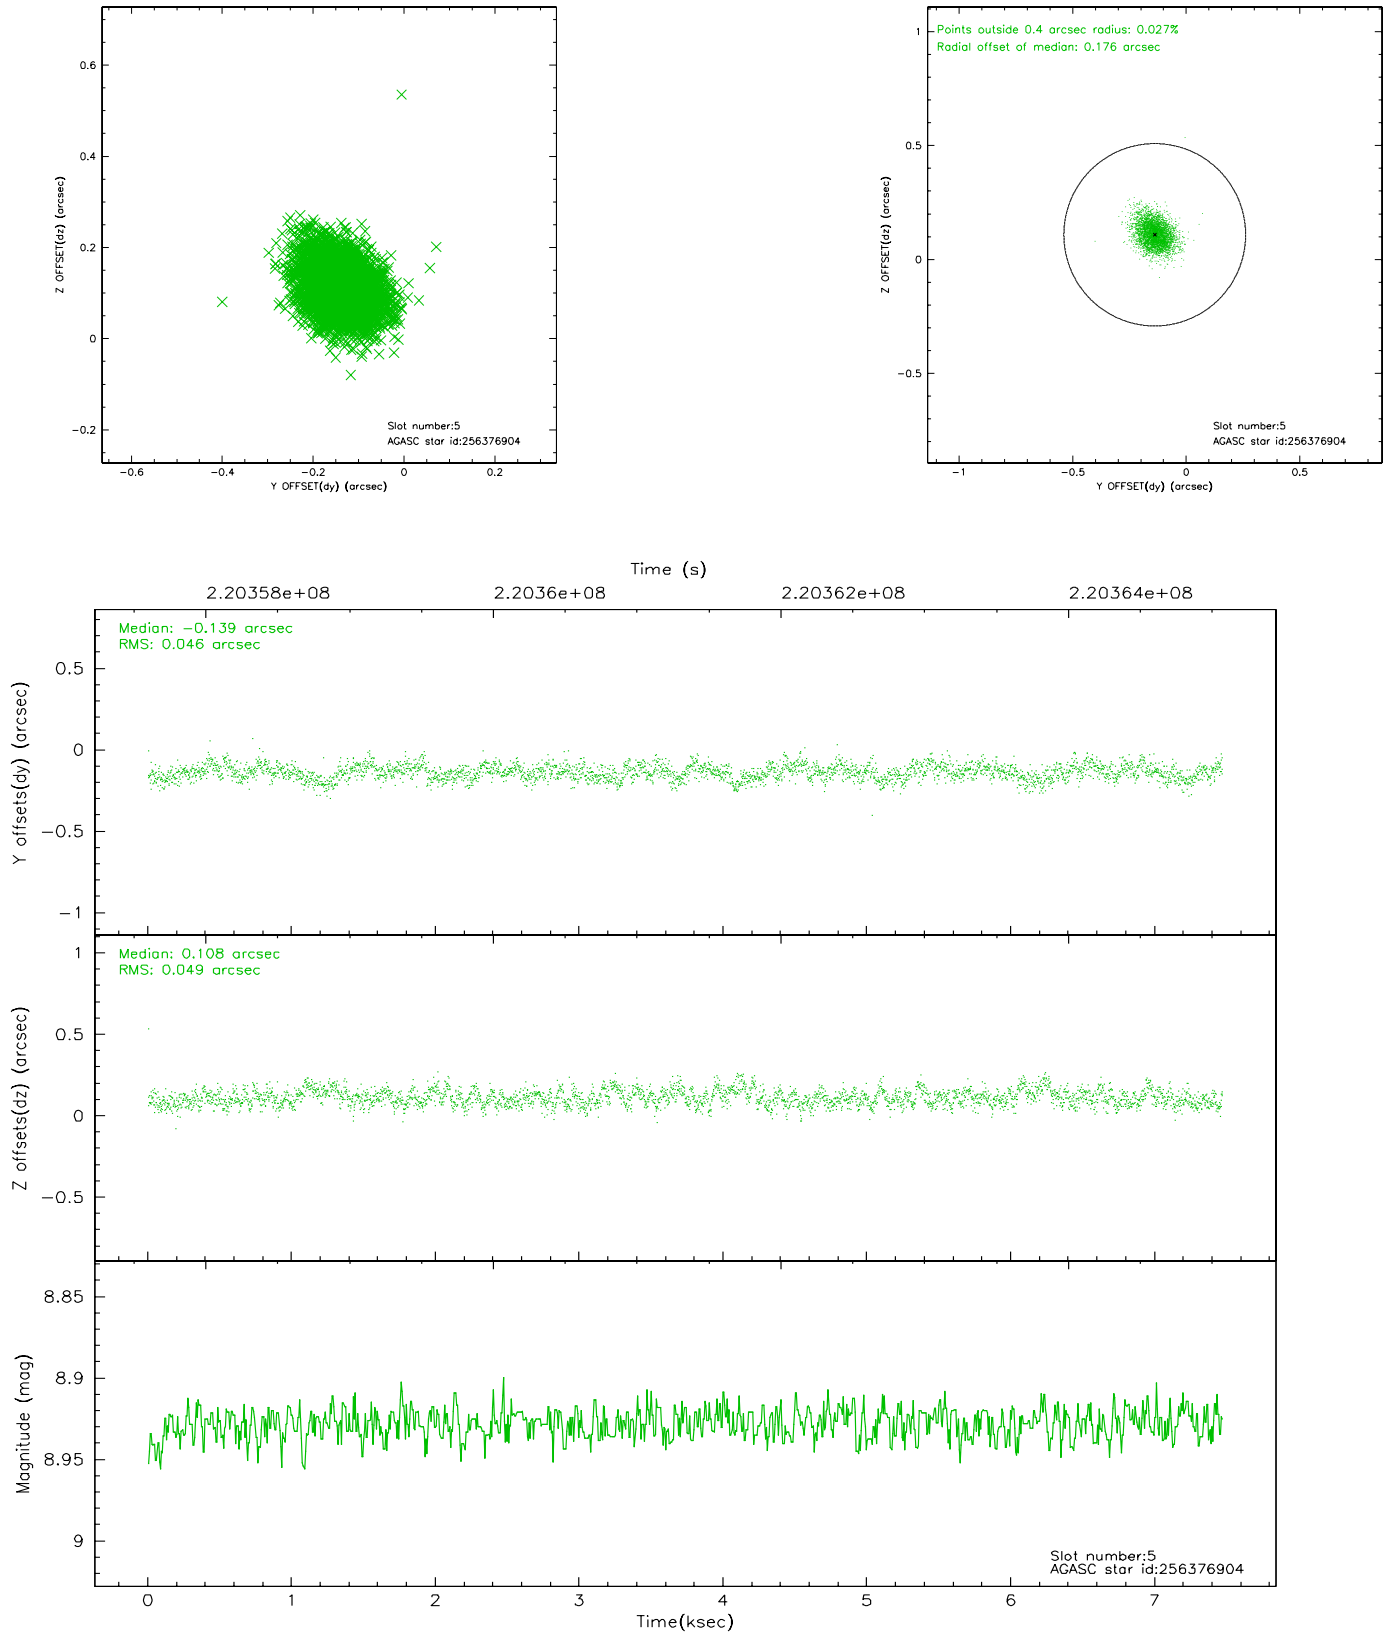 0.6
0.4
0.2
0
−0.2
Z OFFSET(dz) (arcsec)
Slot number:5
AGASC star id:256376904
−0.6 −0.4 −0.2 0 0.2
Y OFFSET(dy) (arcsec)
Points outside 0.4 arcsec radius: 0.027%
Radial offset of median: 0.176 arcsec
1
0.5
0
−0.5
Z OFFSET(dz) (arcsec)
Slot number:5
AGASC star id:256376904
−1 −0.5 0 0.5
Y OFFSET(dy) (arcsec)
Time (s)
2.20358e+08 2.2036e+08 2.20362e+08 2.20364e+08
Median: −0.139 arcsec
RMS: 0.046 arcsec
0.5
0
−0.5
−1
Y offsets(dy) (arcsec)
Median: 0.108 arcsec
RMS: 0.049 arcsec
1
0.5
0
−0.5
Z offsets(dz) (arcsec)
8.85
8.9
8.95
9
Magnitude (mag)
Slot number:5
AGASC star id:256376904
0 1 2 3 4 5 6 7
Time(ksec)